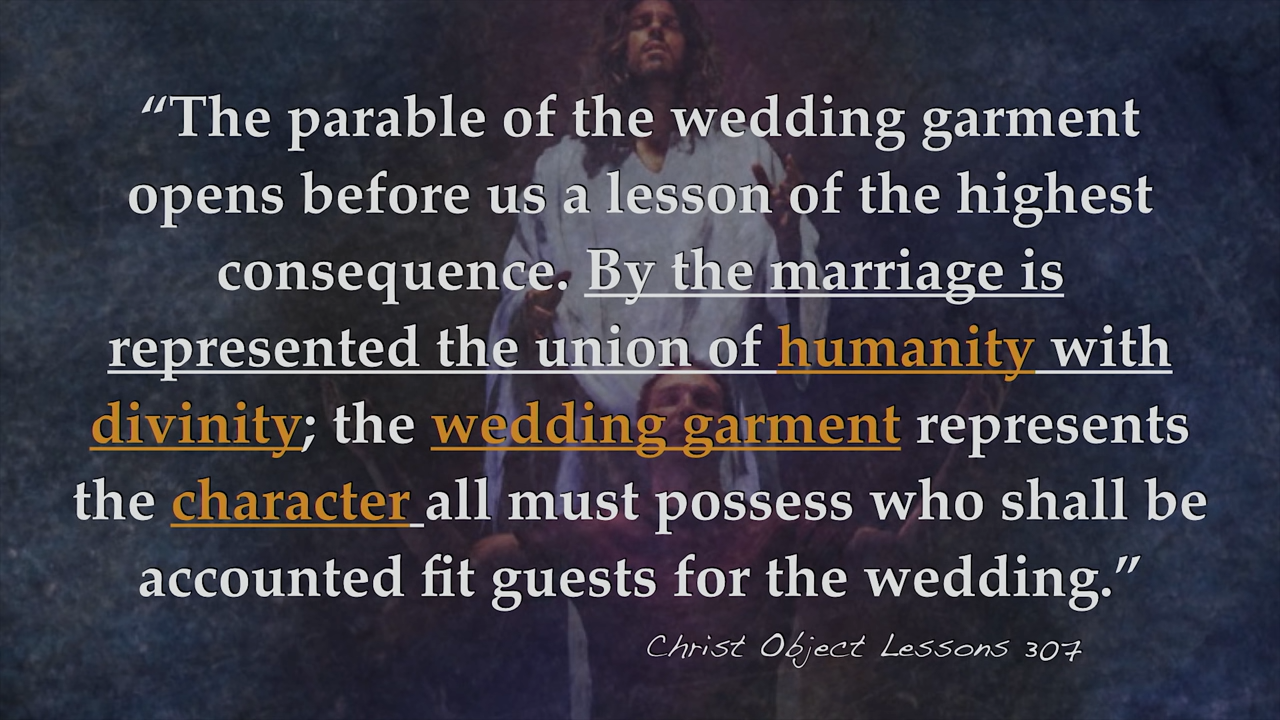 “The parable of the wedding garment
opens before us a lesson of the highest
consequence. By the marriage is
represented the union of humanity with
divinity; the wedding garment represents
the character all must possess who shall be
accounted fit guests for the wedding.”
Christ Object Lessons 307